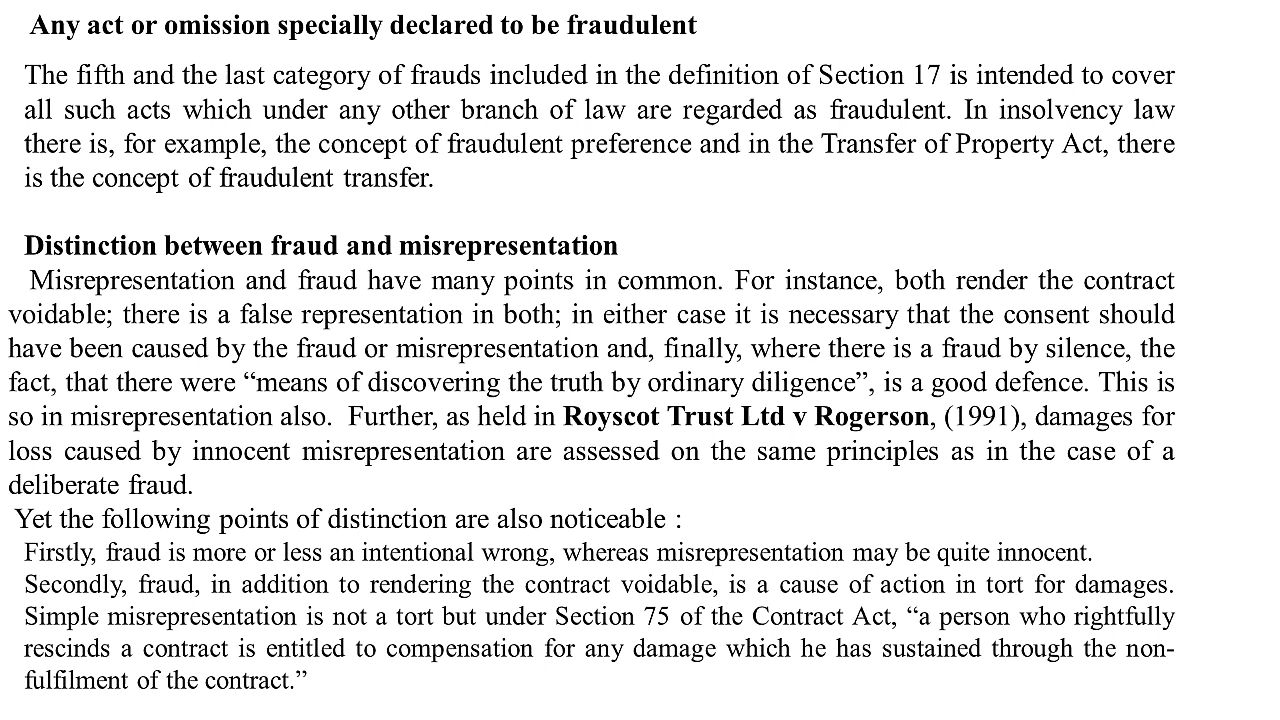 Any act or omission specially declared to be fraudulent
The fifth and the last category of frauds included in the definition of Section 17 is intended to cover
all such acts which under any other branch of law are regarded as fraudulent. In insolvency law
there is, for example, the concept of fraudulent preference and in the Transfer of Property Act, there
is the concept of fraudulent transfer.
Distinction between fraud and misrepresentation
Misrepresentation and fraud have many points in common. For instance, both render the contract
voidable; there is a false representation in both; in either case it is necessary that the consent should
have been caused by the fraud or misrepresentation and, finally, where there is a fraud by silence, the
fact, that there were “means of discovering the truth by ordinary diligence”, is a good defence. This is
so in misrepresentation also. Further, as held in Royscot Trust Ltd v Rogerson, (1991), damages for
loss caused by innocent misrepresentation are assessed on the same principles as in the case of a
deliberate fraud.
Yet the following points of distinction are also noticeable :
Firstly, fraud is more or less an intentional wrong, whereas misrepresentation may be quite innocent.
Secondly, fraud, in addition to rendering the contract voidable, is a cause of action in tort for damages.
Simple misrepresentation is not a tort but under Section 75 of the Contract Act, “a person who rightfully
rescinds a contract is entitled to compensation for any damage which he has sustained through the non-
fulfilment of the contract.”